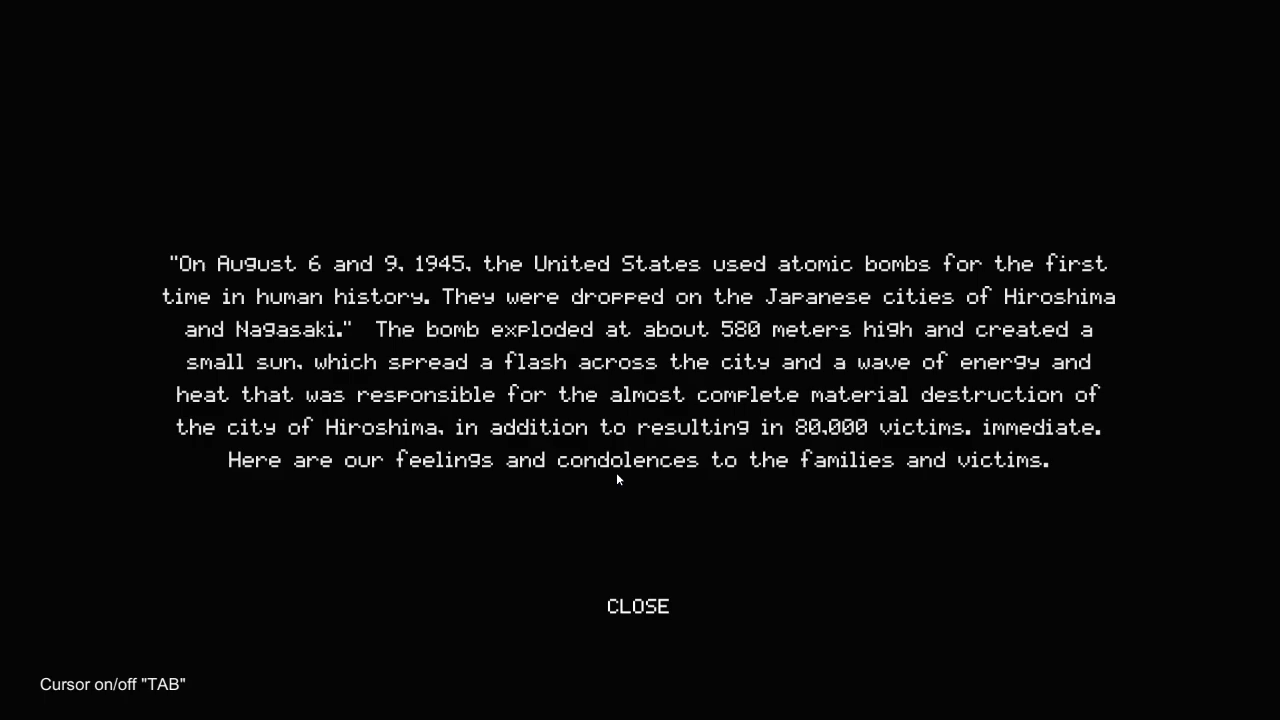 "On August 6 and 9, 1945, the United States used atomic bombs for the first
time in human history. They were dropped on the Japanese cities of Hiroshima
and Nagasaki."  The bomb exploded at about 580 meters high and created a
small sun, which spread a flash across the city and a wave of energy and
heat that was responsible for the almost complete material destruction of
the city of Hiroshima, in addition to resulting in 80,000 victims. immediate.
Here are our feelings and condolences to the families and victims.
CLOSE
Cursor on/off "TAB"